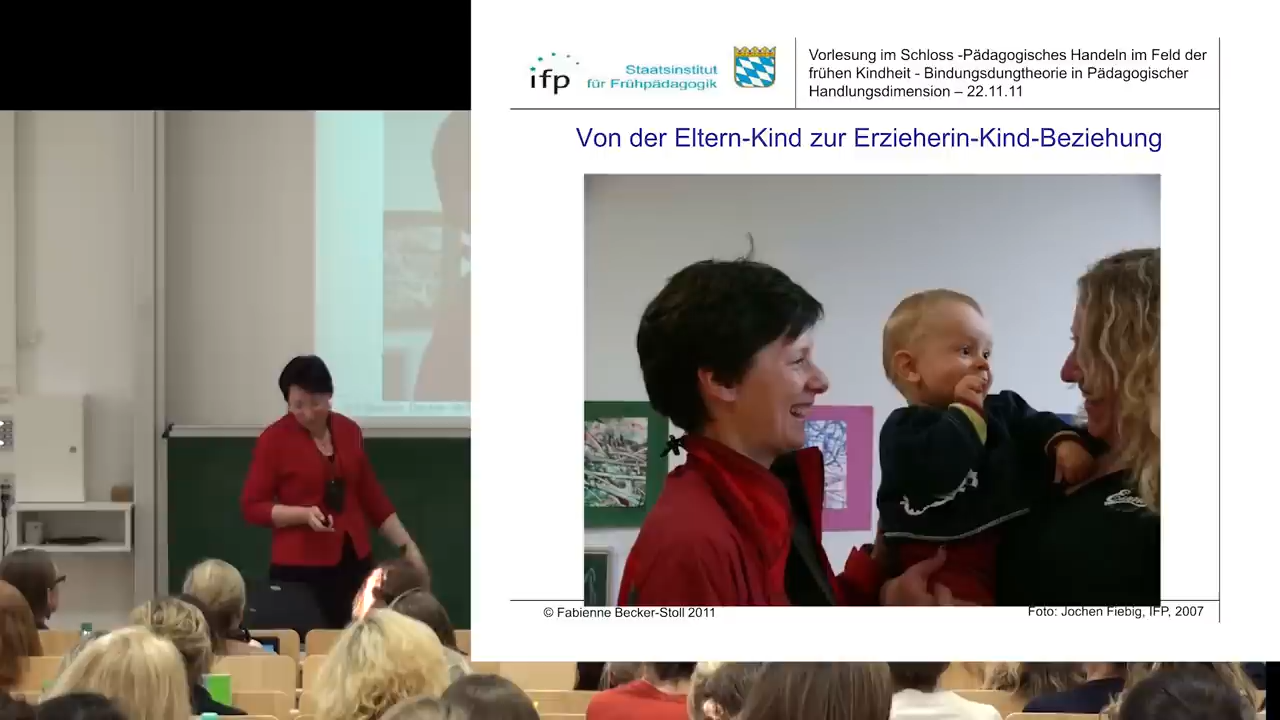 ifp
Staatsinstitut
für Frühpädagogik
Vorlesung im Schloss -Pädagogisches Handeln im Feld der
frühen Kindheit - Bindungsdungtheorie in Pädagogischer
Handlungsdimension – 22.11.11
Von der Eltern-Kind zur Erzieherin-Kind-Beziehung
© Fabienne Becker-Stoll 2011
Foto: Jochen Fiebig, IFP, 2007